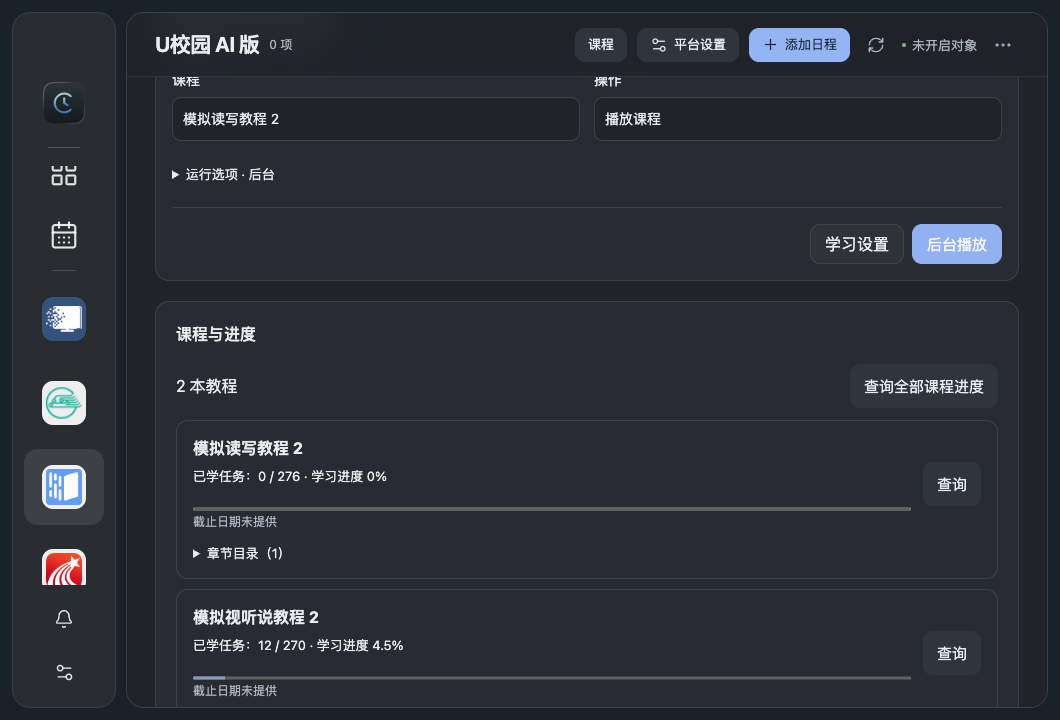 U校园 AI 版 0 项
课程
平台设置
添加日程
未开启对象
课程
操作
模拟读写教程 2
播放课程
运行选项 · 后台
学习设置
后台播放
课程与进度
2 本教程
查询全部课程进度
模拟读写教程 2
已学任务：0 / 276 · 学习进度 0%
查询
截止日期未提供
章节目录（1）
模拟视听说教程 2
已学任务：12 / 270 · 学习进度 4.5%
查询
截止日期未提供